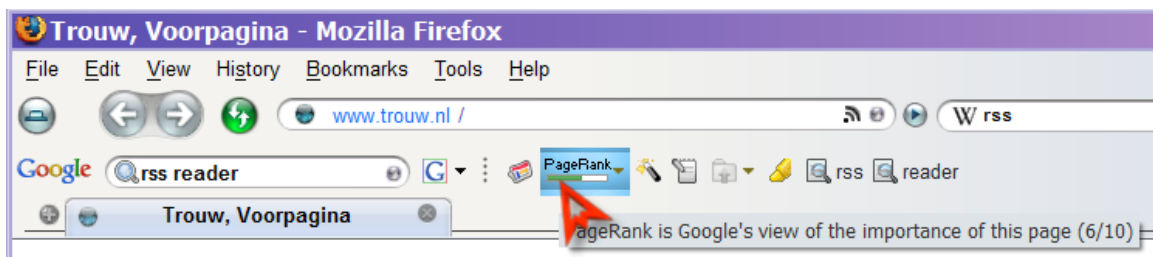 Trouw, Voorpagina - Mozilla Firefox
File Edit View History Bookmarks Tools Help
www.trouw.nl / W rss
Google rss reader G PageRank rss reader
Trouw, Voorpagina
ageRank is Google's view of the importance of this page (6/10)